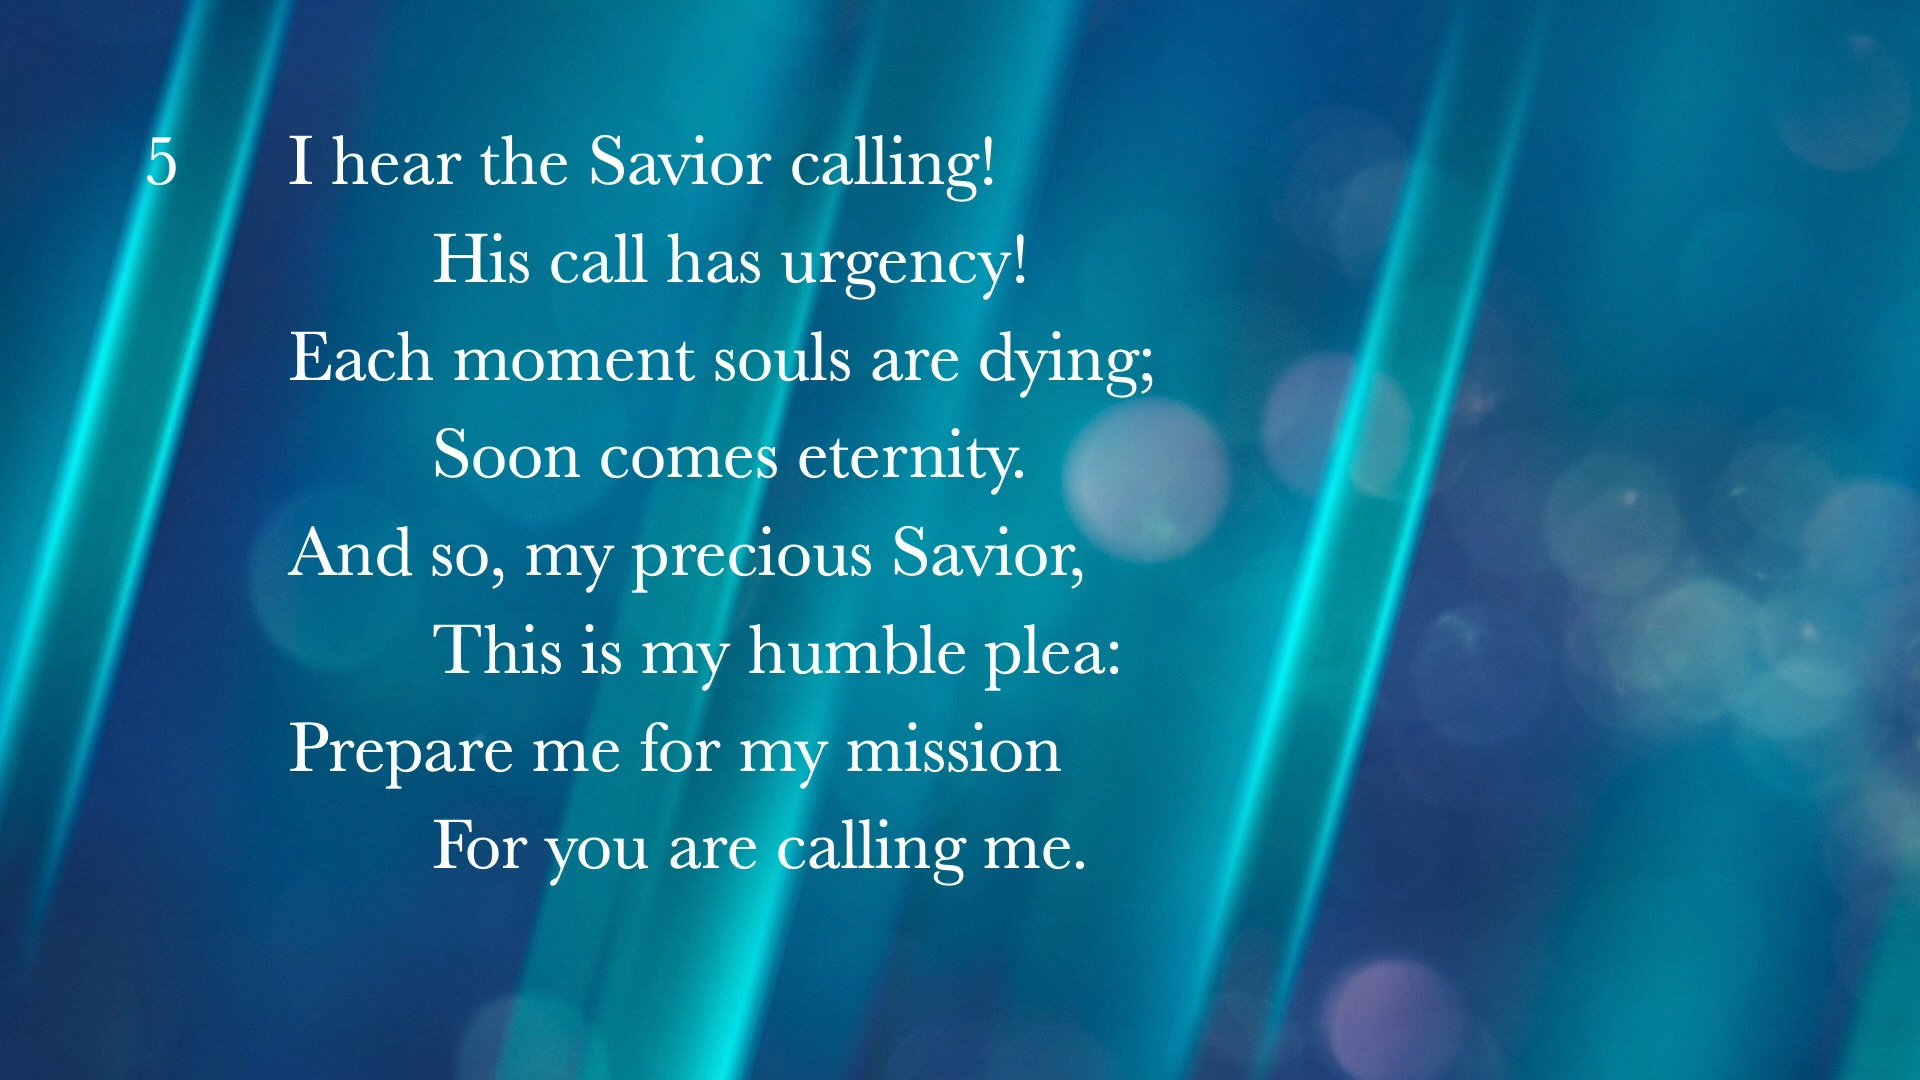 5 I hear the Savior calling!
His call has urgency!
Each moment souls are dying;
Soon comes eternity.
And so, my precious Savior,
This is my humble plea:
Prepare me for my mission
For you are calling me.